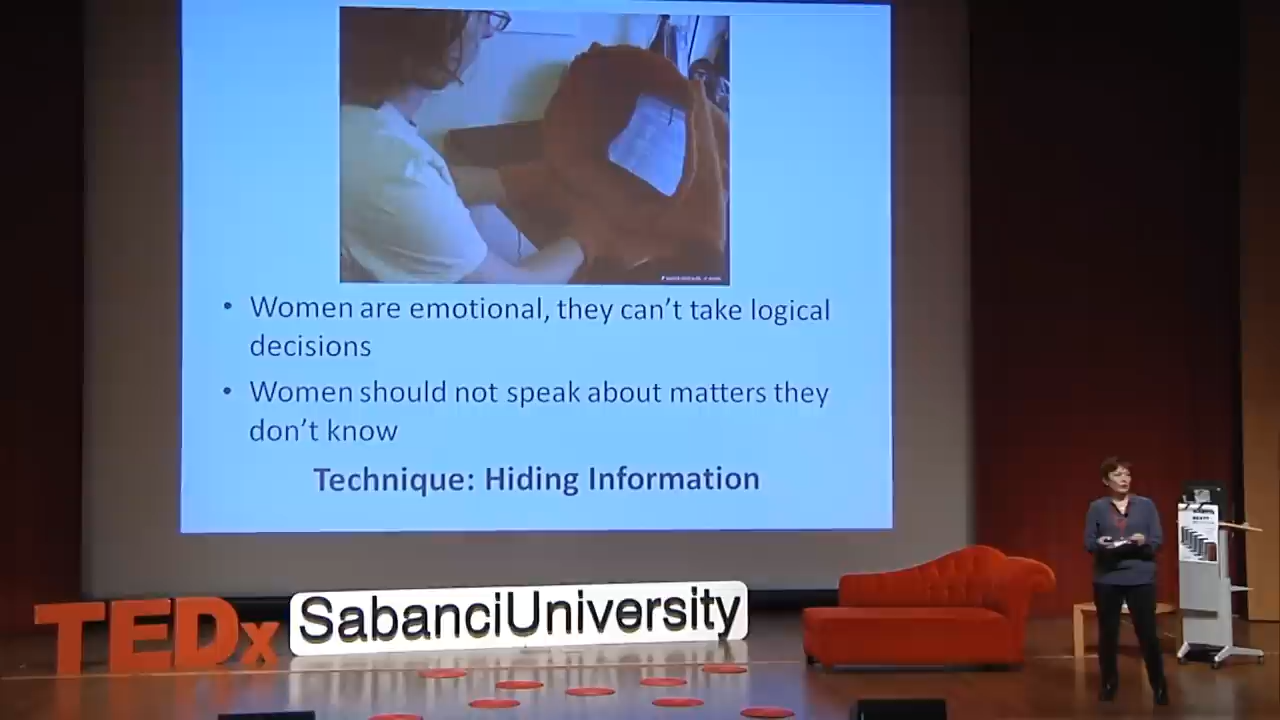 • Women are emotional, they can't take logical
decisions
• Women should not speak about matters they
don't know
Technique: Hiding Information
TEDx
SabanciUniversity